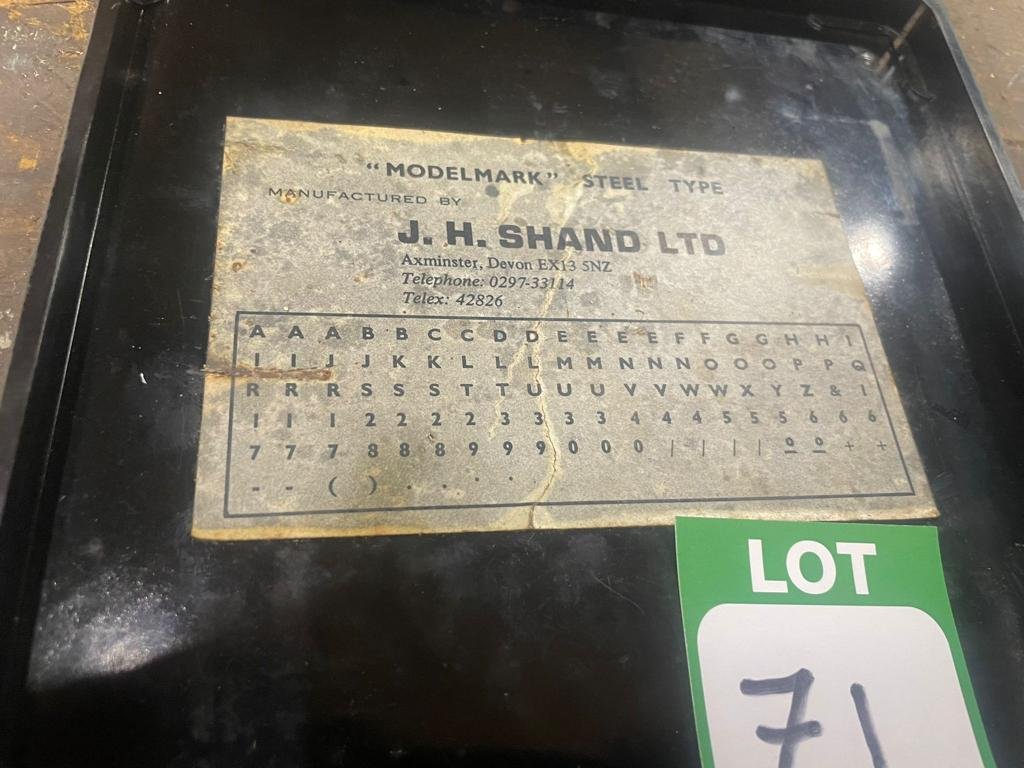 “MODELMARK” STEEL TYPE
MANUFACTURED BY
J. H. SHAND LTD
Axminster, Devon EX13 5NZ
Telephone: 0297-33114
Telex: 42826
A A A B B C C D D E E E E F F G G H H I
I I J J K K L L L M M N N N O O O P P Q
R R R S S S T T U U U V V W W X Y Z & I
I I I 2 2 2 2 3 3 3 3 4 4 4 5 5 5 6 6 6
7 7 7 8 8 8 9 9 9 0 0 0 / / / / o o + +
- - ( ) . . . .
LOT
71